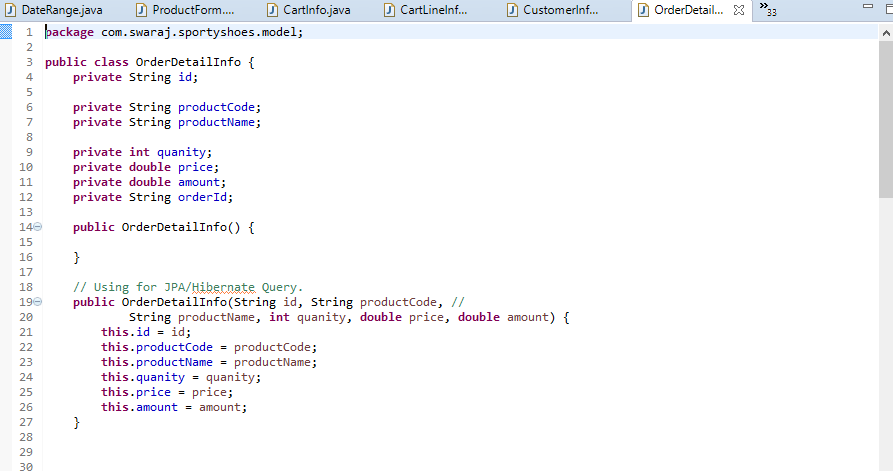 DateRange.java ProductForm.... CartInfo.java CartLineInf... CustomerInf... OrderDetail... »33
1 package com.swaraj.sportyshoes.model;
2
3 public class OrderDetailInfo {
4 private String id;
5
6 private String productCode;
7 private String productName;
8
9 private int quanity;
10 private double price;
11 private double amount;
12 private String orderId;
13
14 public OrderDetailInfo() {
15
16 }
17
18 // Using for JPA/Hibernate Query.
19 public OrderDetailInfo(String id, String productCode, //
20 String productName, int quanity, double price, double amount) {
21 this.id = id;
22 this.productCode = productCode;
23 this.productName = productName;
24 this.quanity = quanity;
25 this.price = price;
26 this.amount = amount;
27 }
28
29
30